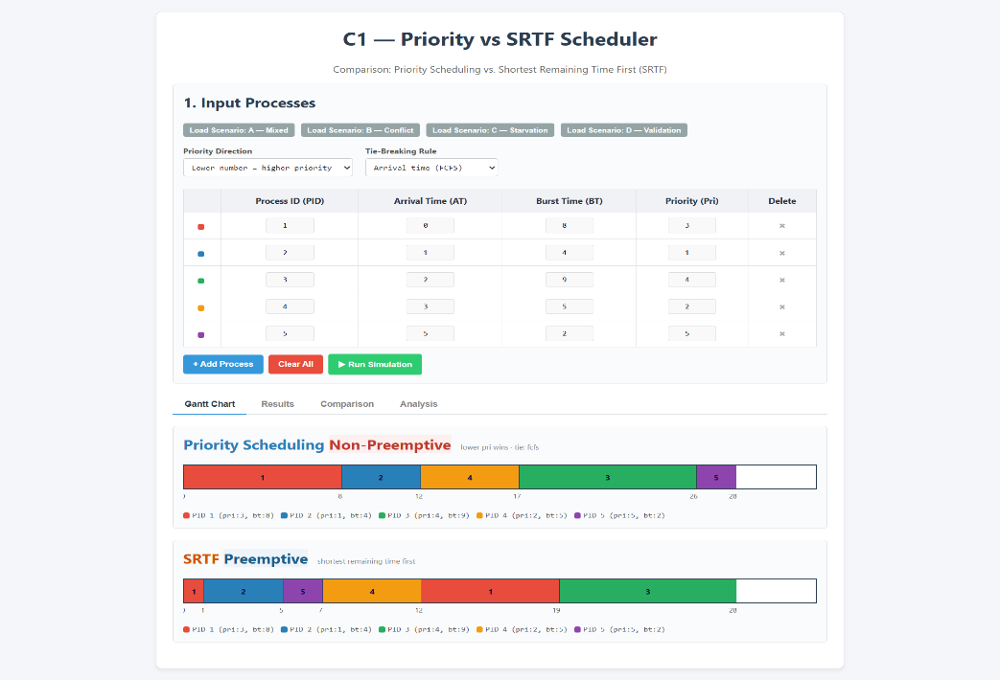 C1 — Priority vs SRTF Scheduler
Comparison: Priority Scheduling vs. Shortest Remaining Time First (SRTF)
1. Input Processes
Load Scenario: A — Mixed Load Scenario: B — Conflict Load Scenario: C — Starvation Load Scenario: D — Validation
Priority Direction Tie-Breaking Rule
Lower number = higher priority Arrival time (FCFS)
Process ID (PID) Arrival Time (AT) Burst Time (BT) Priority (Pri) Delete
1 0 8 3 ×
2 1 4 1 ×
3 2 9 4 ×
4 3 5 2 ×
5 5 2 5 ×
+ Add Process Clear All ▶ Run Simulation
Gantt Chart Results Comparison Analysis
Priority Scheduling Non-Preemptive lower pri wins · tie: fcfs
1 2 4 3 5
8 12 17 26 28
PID 1 (pri:3, bt:8) PID 2 (pri:1, bt:4) PID 3 (pri:4, bt:9) PID 4 (pri:2, bt:5) PID 5 (pri:5, bt:2)
SRTF Preemptive shortest remaining time first
1 2 5 4 1 3
1 5 7 12 19 28
PID 1 (pri:3, bt:8) PID 2 (pri:1, bt:4) PID 3 (pri:4, bt:9) PID 4 (pri:2, bt:5) PID 5 (pri:5, bt:2)